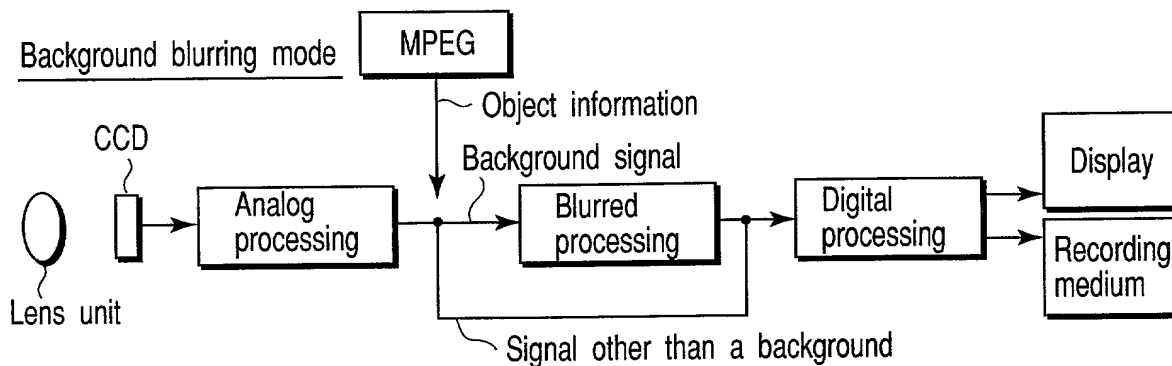 Background blurring mode
MPEG
Object information
CCD
Background signal
Analog
processing
Blurred
processing
Digital
processing
Display
Recording
medium
Lens unit
Signal other than a background